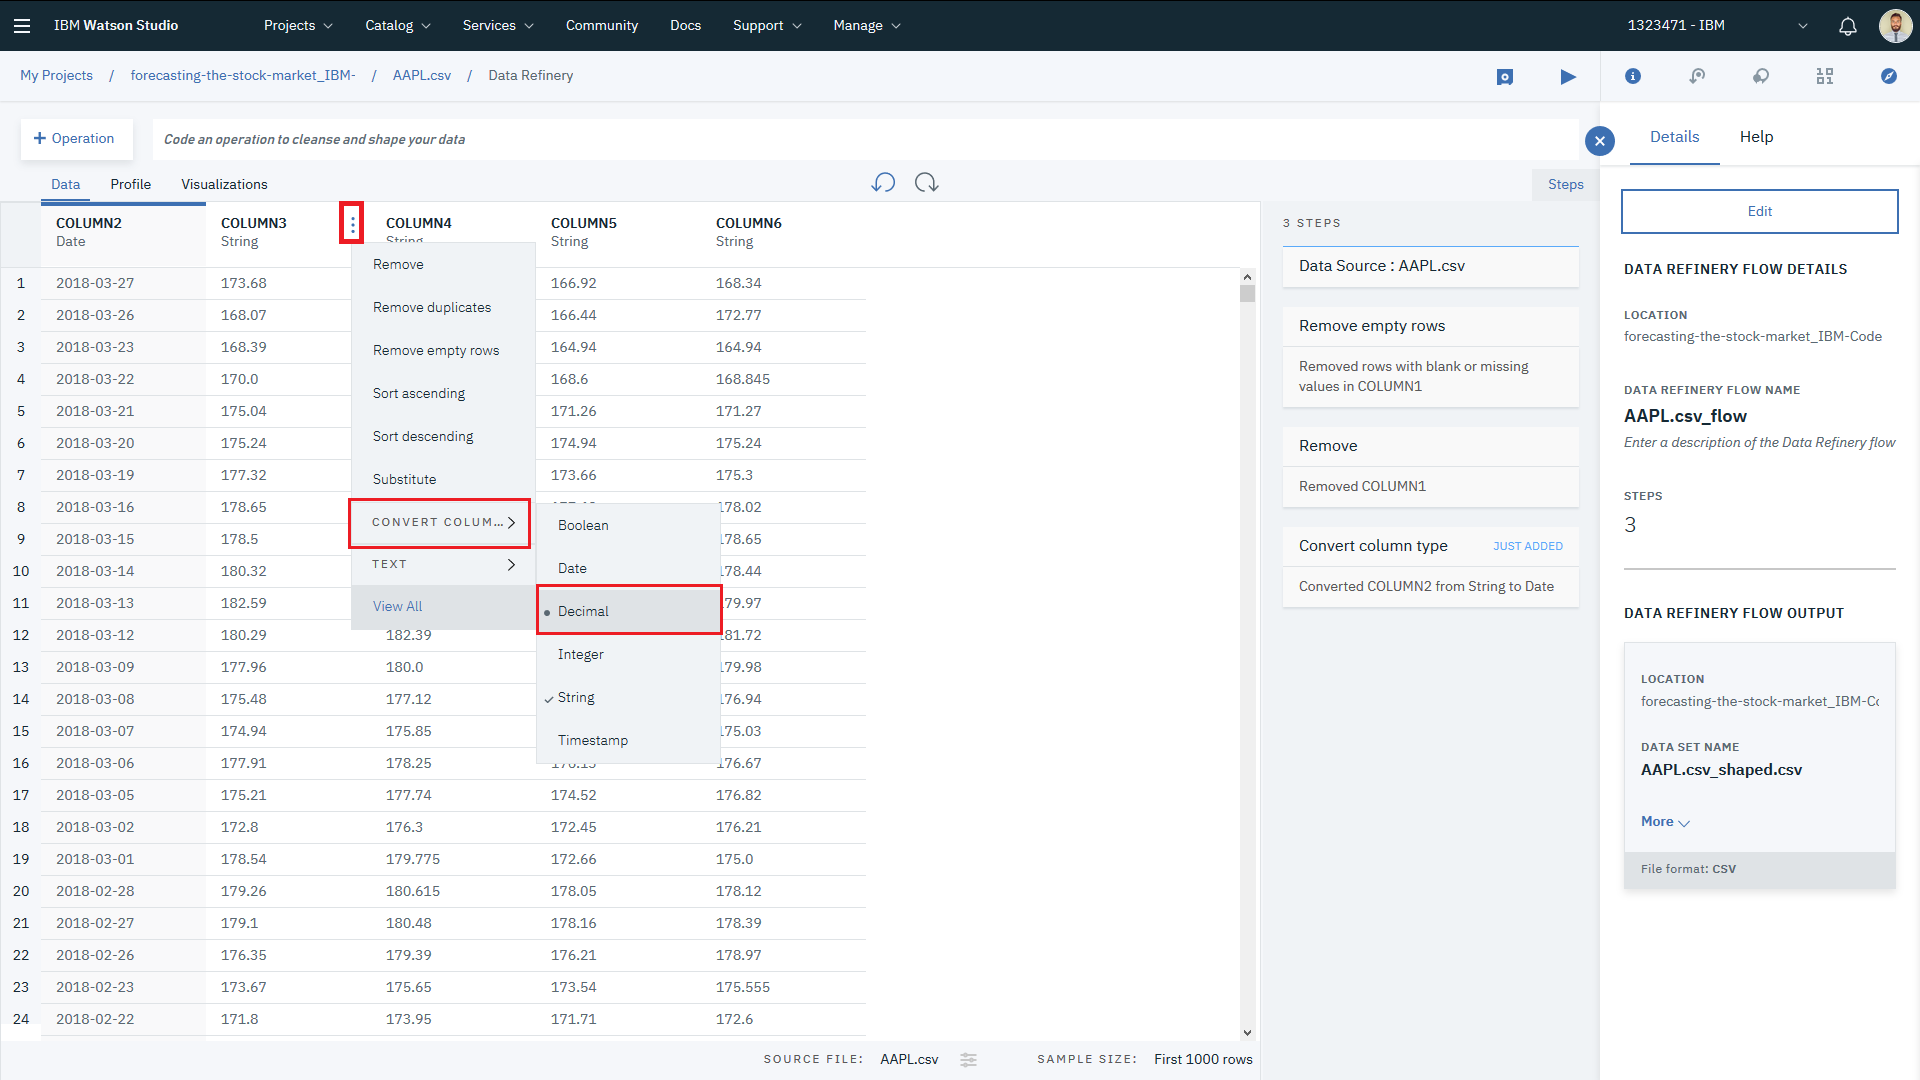 IBM Watson Studio Projects Catalog Services Community Docs Support Manage 1323471 - IBM
My Projects / forecasting-the-stock-market_IBM- / AAPL.csv / Data Refinery
+ Operation Code an operation to cleanse and shape your data
Data Profile Visualizations Steps
COLUMN2 COLUMN3 COLUMN4 COLUMN5 COLUMN6
Date String String String String
1 2018-03-27 173.68 166.92 168.34
2 2018-03-26 168.07 166.44 172.77
3 2018-03-23 168.39 164.94 164.94
4 2018-03-22 170.0 168.6 168.845
5 2018-03-21 175.04 171.26 171.27
6 2018-03-20 175.24 174.94 175.24
7 2018-03-19 177.32 173.66 175.3
8 2018-03-16 178.65 178.02
9 2018-03-15 178.5 178.65
10 2018-03-14 180.32 178.44
11 2018-03-13 182.59 179.97
12 2018-03-12 180.29 182.39 181.72
13 2018-03-09 177.96 180.0 179.98
14 2018-03-08 175.48 177.12 176.94
15 2018-03-07 174.94 175.85 175.03
16 2018-03-06 177.91 178.25 176.67
17 2018-03-05 175.21 177.74 174.52 176.82
18 2018-03-02 172.8 176.3 172.45 176.21
19 2018-03-01 178.54 179.775 172.66 175.0
20 2018-02-28 179.26 180.615 178.05 178.12
21 2018-02-27 179.1 180.48 178.16 178.39
22 2018-02-26 176.35 179.39 176.21 178.97
23 2018-02-23 173.67 175.65 173.54 175.555
24 2018-02-22 171.8 173.95 171.71 172.6
Remove
Remove duplicates
Remove empty rows
Sort ascending
Sort descending
Substitute
CONVERT COLUM...
TEXT
View All
Boolean
Date
Decimal
Integer
String
Timestamp
SOURCE FILE: AAPL.csv SAMPLE SIZE: First 1000 rows
3 STEPS
Data Source : AAPL.csv
Remove empty rows
Removed rows with blank or missing
values in COLUMN1
Remove
Removed COLUMN1
Convert column type JUST ADDED
Converted COLUMN2 from String to Date
Details Help
Edit
DATA REFINERY FLOW DETAILS
LOCATION
forecasting-the-stock-market_IBM-Code
DATA REFINERY FLOW NAME
AAPL.csv_flow
Enter a description of the Data Refinery flow
STEPS
3
DATA REFINERY FLOW OUTPUT
LOCATION
forecasting-the-stock-market_IBM-Co
DATA SET NAME
AAPL.csv_shaped.csv
More
File format: CSV